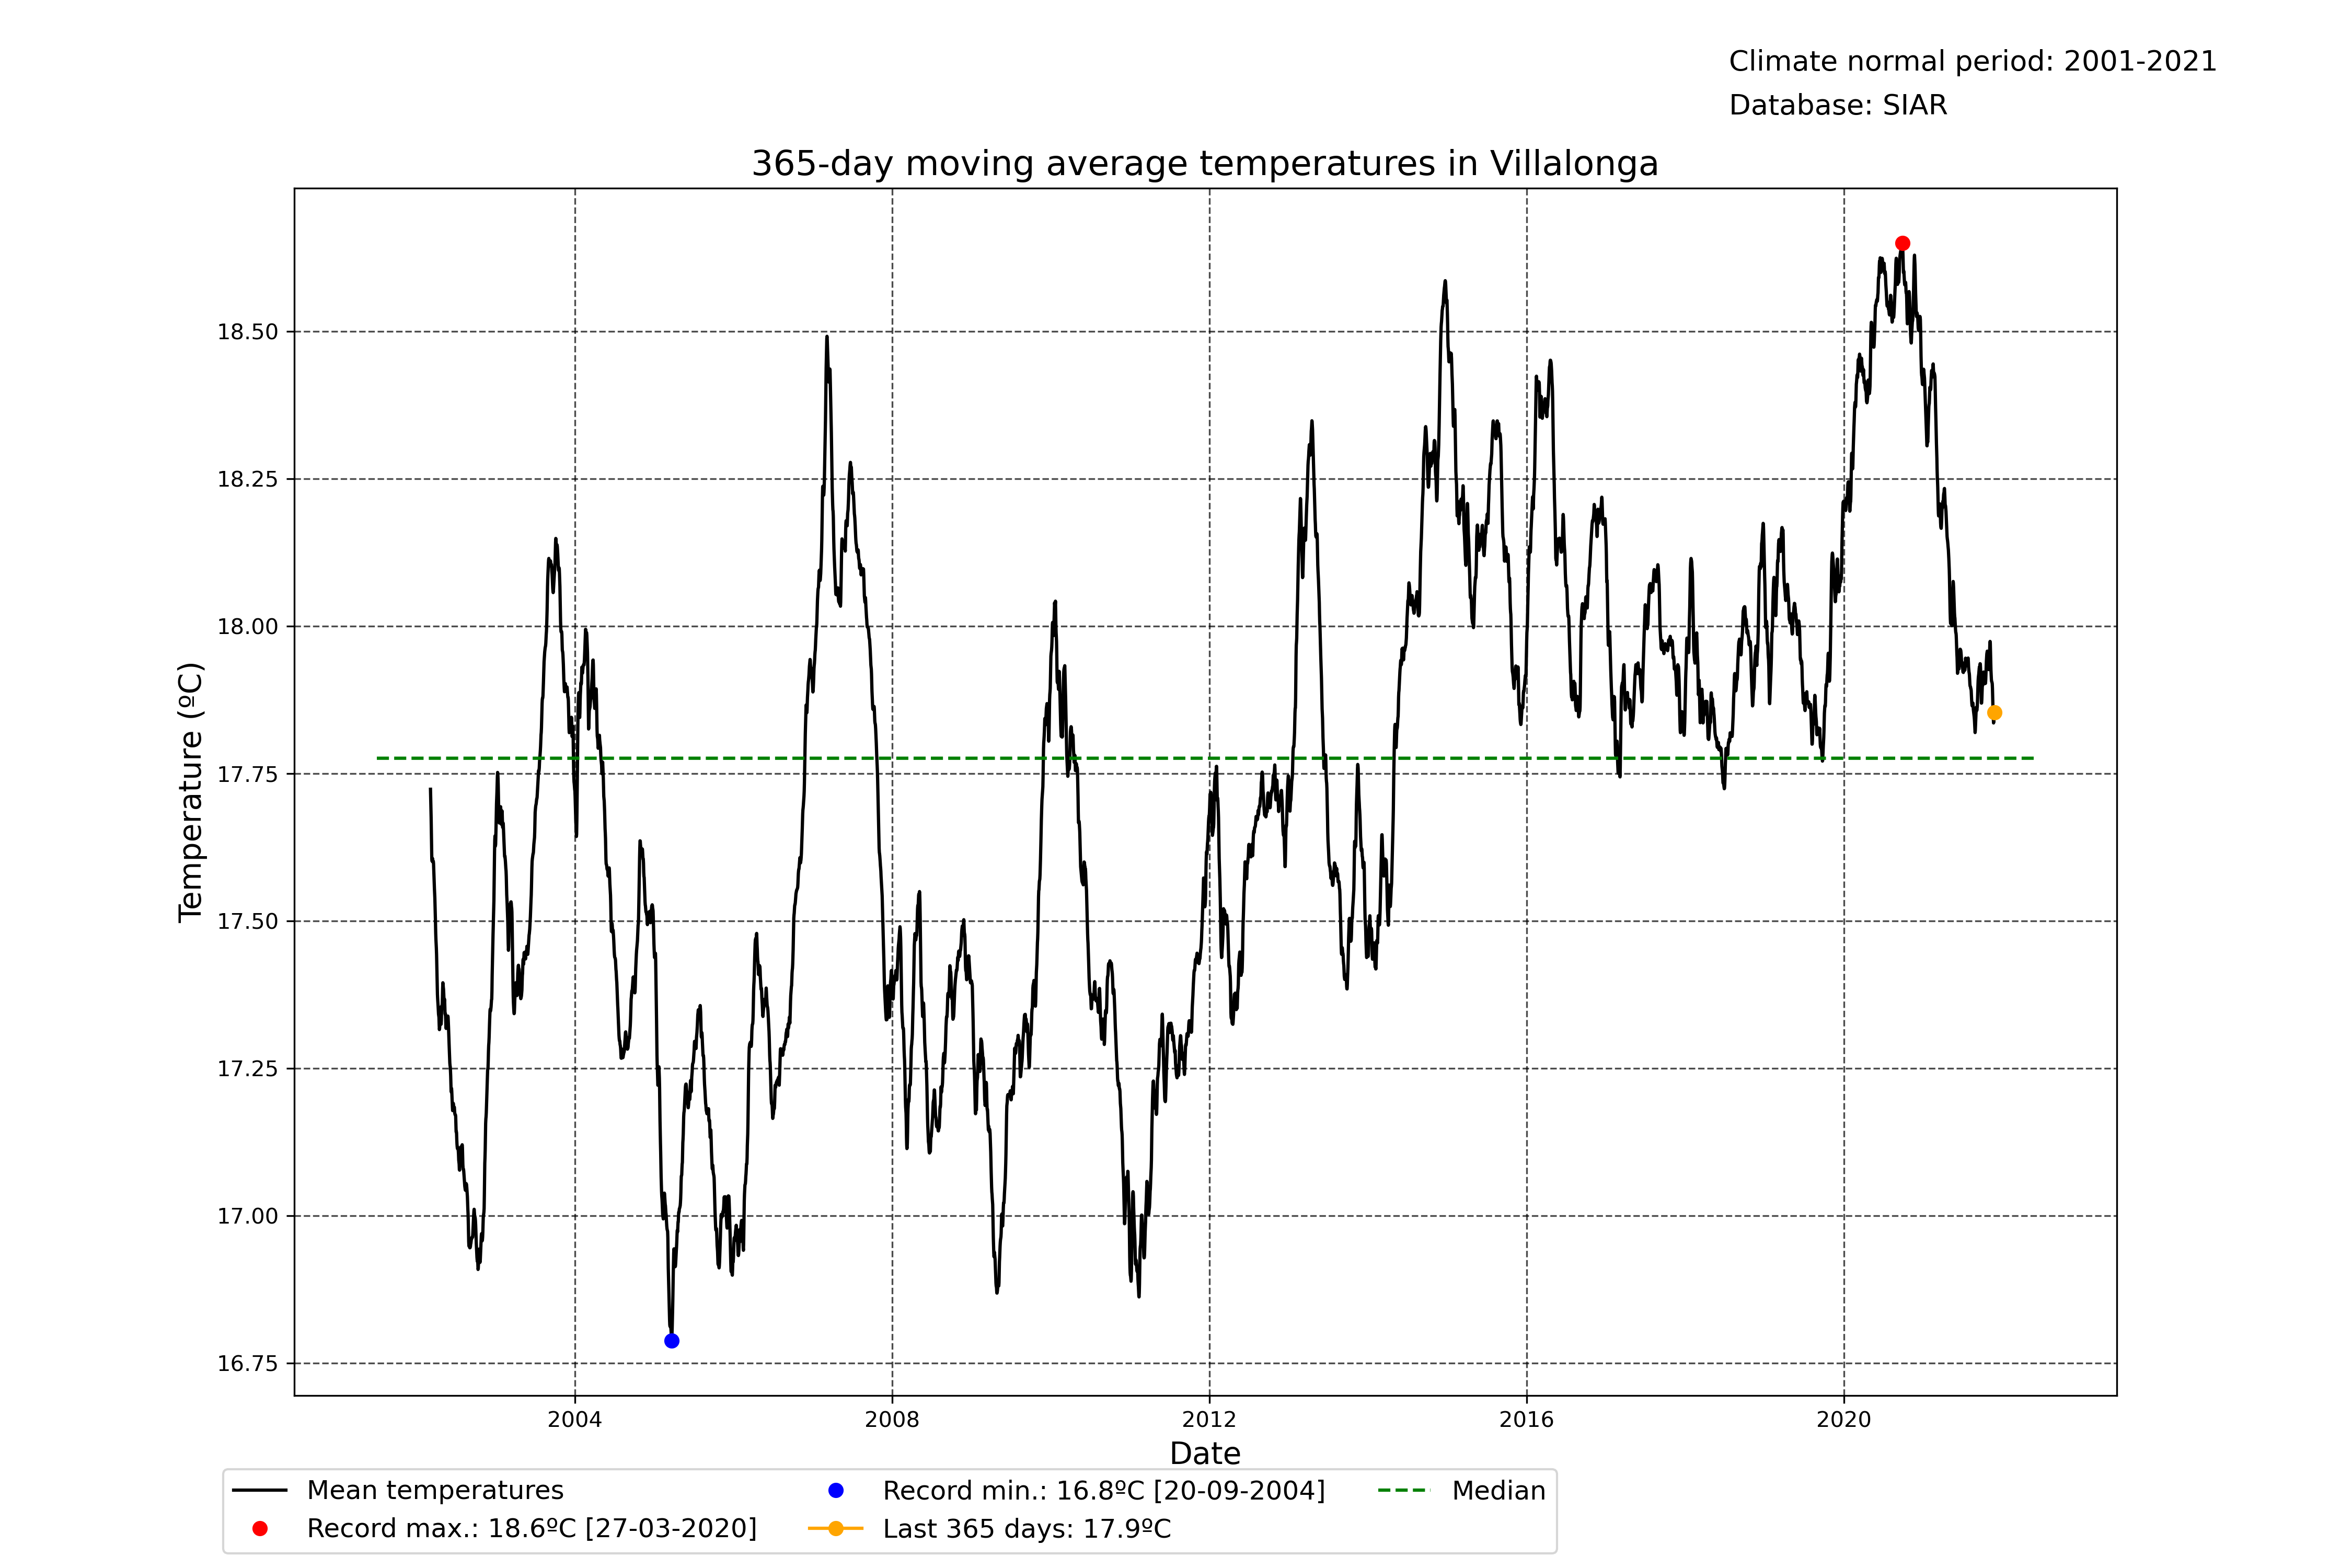 Climate normal period: 2001-2021
Database: SIAR
365-day moving average temperatures in Villalonga
Temperature (ºC)
18.50
18.25
18.00
17.75
17.50
17.25
17.00
16.75
2004
2008
2012
2016
2020
Date
Mean temperatures
Record max.: 18.6ºC [27-03-2020]
Record min.: 16.8ºC [20-09-2004]
Last 365 days: 17.9ºC
Median